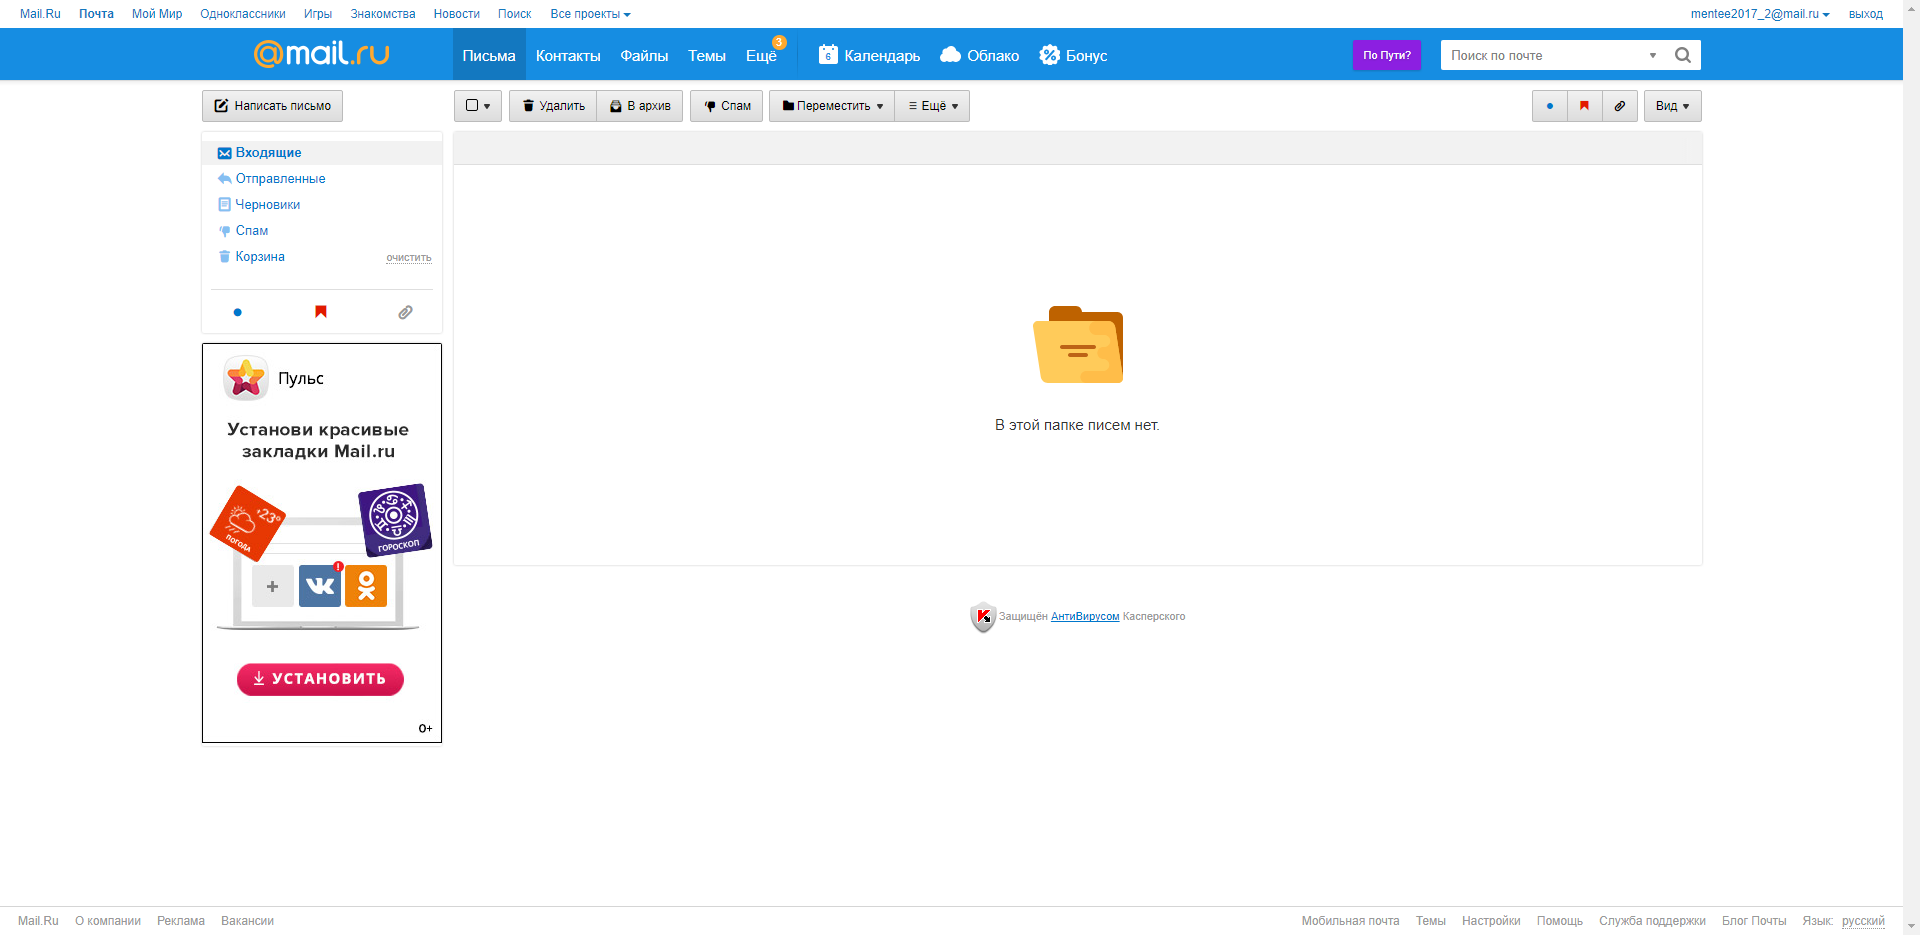 Mail.Ru Почта Мой Мир Одноклассники Игры Знакомства Новости Поиск Все проекты mentee2017_2@mail.ru выход
@mail.ru Письма Контакты Файлы Темы Ещё 3 6 Календарь Облако Бонус По Пути? Поиск по почте
Написать письмо Удалить В архив Спам Переместить Ещё Вид
Входящие
Отправленные
Черновики
Спам
Корзина очистить
Пульс
Установи красивые
закладки Mail.ru
+23°
ПОГОДА
ГОРОСКОП
УСТАНОВИТЬ
0+
В этой папке писем нет.
Защищён АнтиВирусом Касперского
Mail.Ru О компании Реклама Вакансии Мобильная почта Темы Настройки Помощь Служба поддержки Блог Почты Язык: русский